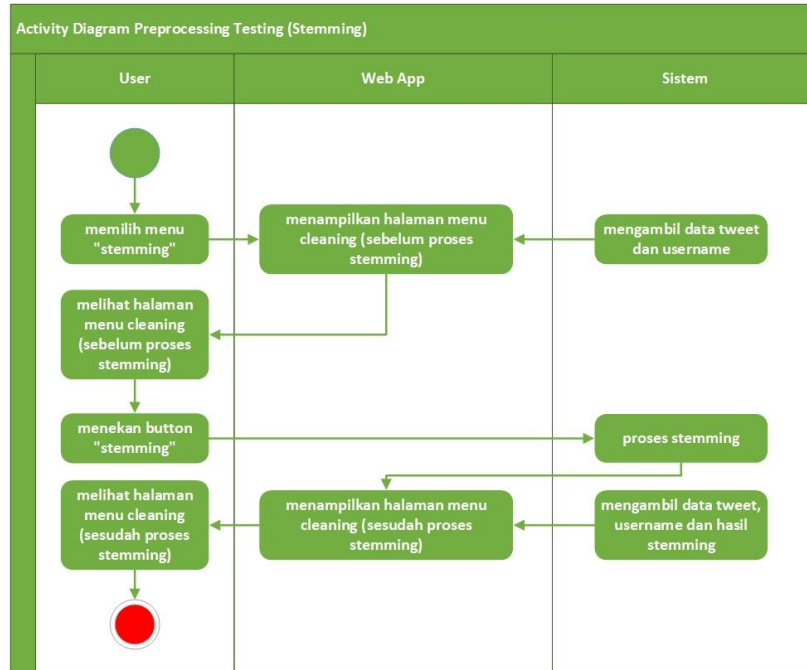 Activity Diagram Preprocessing Testing (Stemming)
User
Web App
Sistem
memilih menu
"stemming"
menampilkan halaman menu
cleaning (sebelum proses
stemming)
mengambil data tweet
dan username
melihat halaman
menu cleaning
(sebelum proses
stemming)
menekan button
"stemming"
proses stemming
melihat halaman
menu cleaning
(sesudah proses
stemming)
menampilkan halaman menu
cleaning (sesudah proses
stemming)
mengambil data tweet,
username dan hasil
stemming